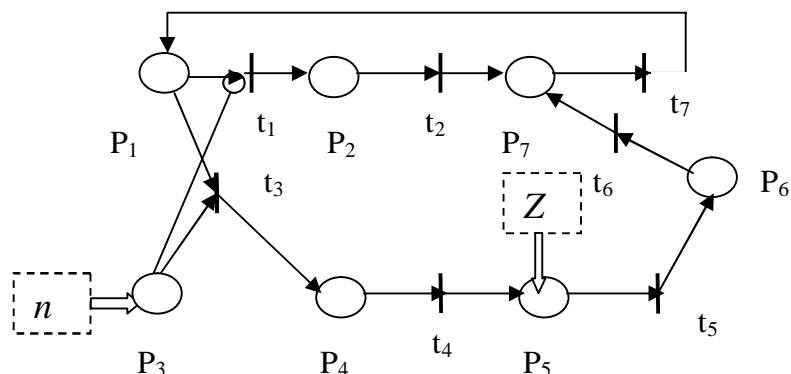 t₁
t₂
t₇
P₁
P₂
P₇
t₃
t₆
P₆
Z
n
t₄
t₅
P₃
P₄
P₅